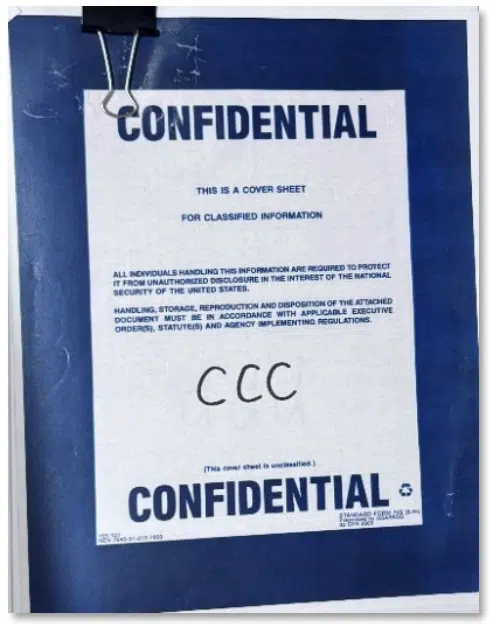 CONFIDENTIAL
THIS IS A COVER SHEET
FOR CLASSIFIED INFORMATION
ALL INDIVIDUALS HANDLING THIS INFORMATION ARE REQUIRED TO PROTECT
IT FROM UNAUTHORIZED DISCLOSURE IN THE INTEREST OF THE NATIONAL
SECURITY OF THE UNITED STATES.
HANDLING, STORAGE, REPRODUCTION AND DISPOSITION OF THE ATTACHED
DOCUMENT MUST BE IN ACCORDANCE WITH APPLICABLE EXECUTIVE
ORDER(S), STATUTE(S) AND AGENCY IMPLEMENTING REGULATIONS.
CCC
(This cover sheet is unclassified.)
CONFIDENTIAL
STANDARD FORM